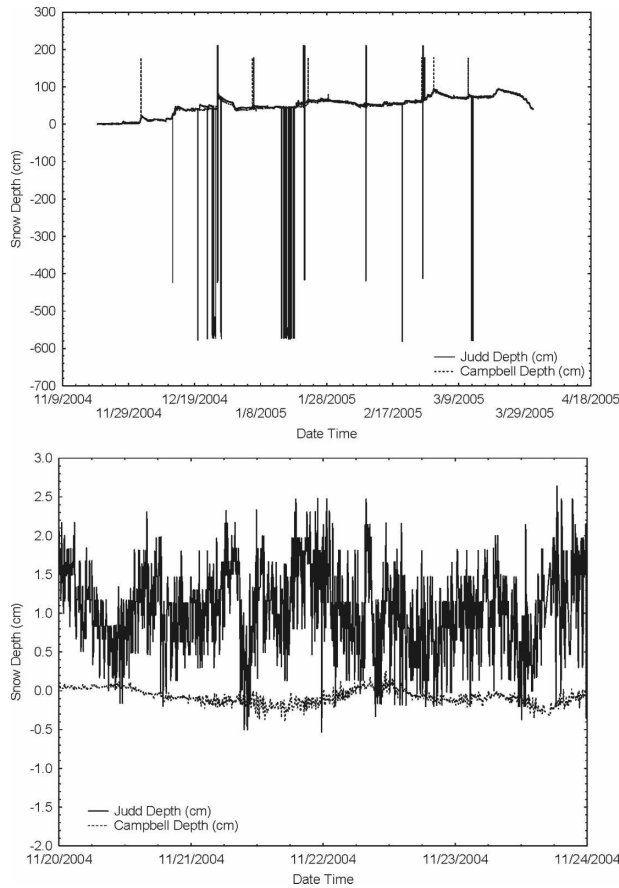 300
200
100
0
-100
-200
-300
-400
-500
-600
-700
Snow Depth (cm)
Judd Depth (cm)
Campbell Depth (cm)
11/9/2004 12/19/2004 1/28/2005 3/9/2005 4/18/2005
11/29/2004 1/8/2005 2/17/2005 3/29/2005
Date Time
3.0
2.5
2.0
1.5
1.0
0.5
0.0
-0.5
-1.0
-1.5
-2.0
Snow Depth (cm)
Judd Depth (cm)
Campbell Depth (cm)
11/20/2004 11/21/2004 11/22/2004 11/23/2004 11/24/2004
Date Time